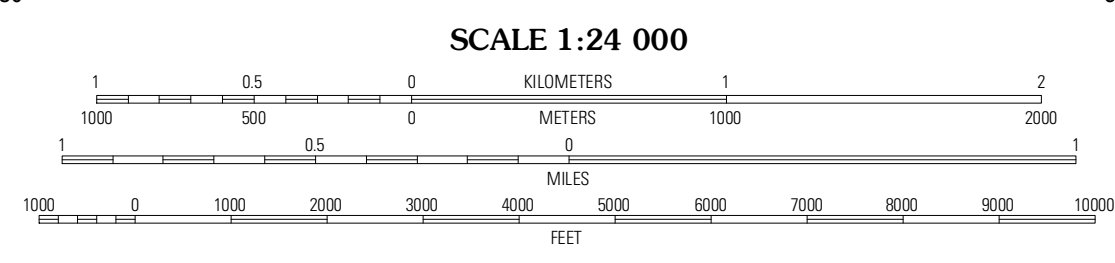 SCALE 1:24 000
1 0.5 0 KILOMETERS 1 2
1000 500 0 METERS 1000 2000
1 0.5 0 1
MILES
1000 0 1000 2000 3000 4000 5000 6000 7000 8000 9000 10000
FEET